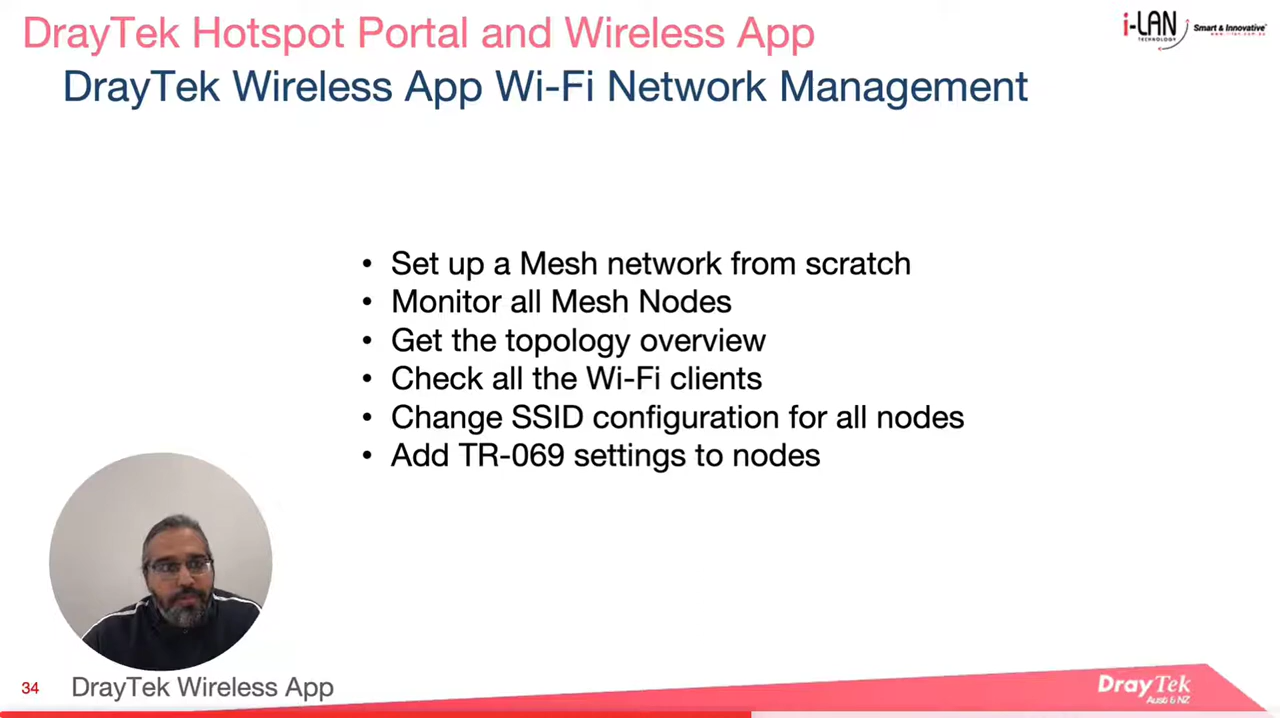 DrayTek Hotspot Portal and Wireless App
i-LAN
TECHNOLOGY
Smart & Innovative
DrayTek Wireless App Wi-Fi Network Management
• Set up a Mesh network from scratch
• Monitor all Mesh Nodes
• Get the topology overview
• Check all the Wi-Fi clients
• Change SSID configuration for all nodes
• Add TR-069 settings to nodes
34 DrayTek Wireless App
DrayTek
Aust & NZ